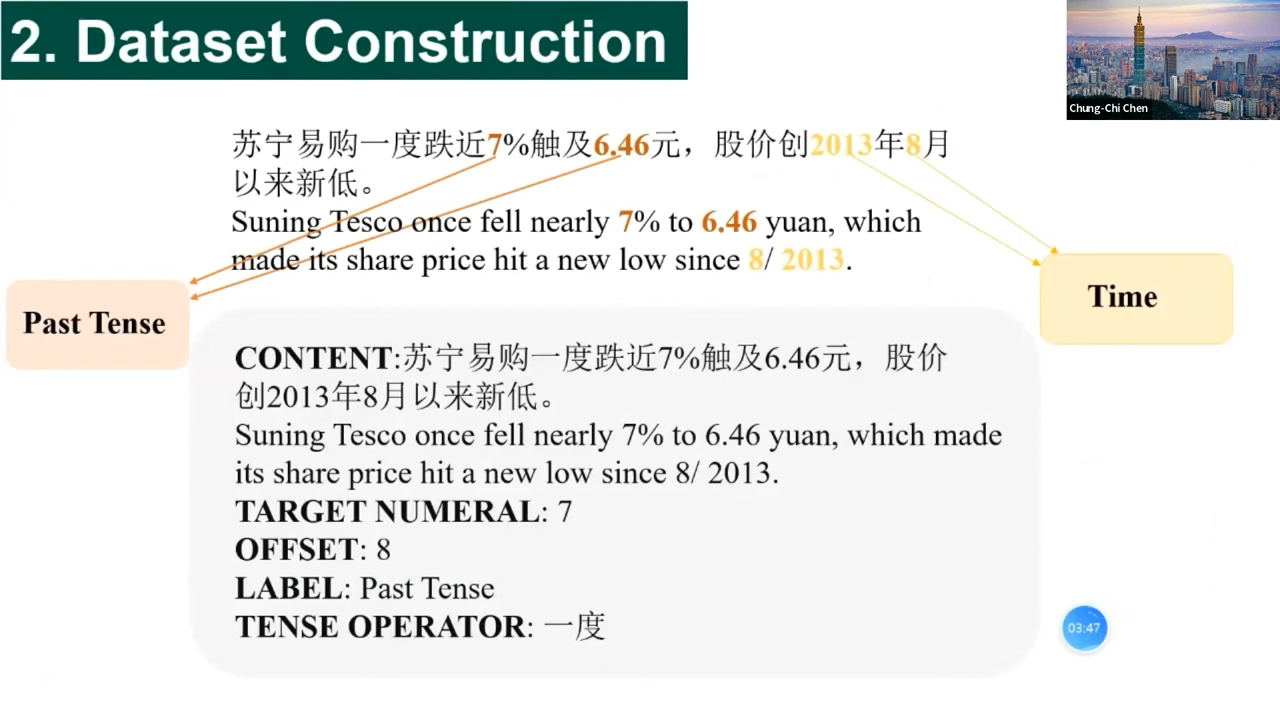 2. Dataset Construction
Chung-Chi Chen
苏宁易购一度跌近7%触及6.46元，股价创2013年8月
以来新低。
Suning Tesco once fell nearly 7% to 6.46 yuan, which
made its share price hit a new low since 8/ 2013.
Past Tense
Time
CONTENT:苏宁易购一度跌近7%触及6.46元，股价
创2013年8月以来新低。
Suning Tesco once fell nearly 7% to 6.46 yuan, which made
its share price hit a new low since 8/ 2013.
TARGET NUMERAL: 7
OFFSET: 8
LABEL: Past Tense
TENSE OPERATOR: 一度
03:47